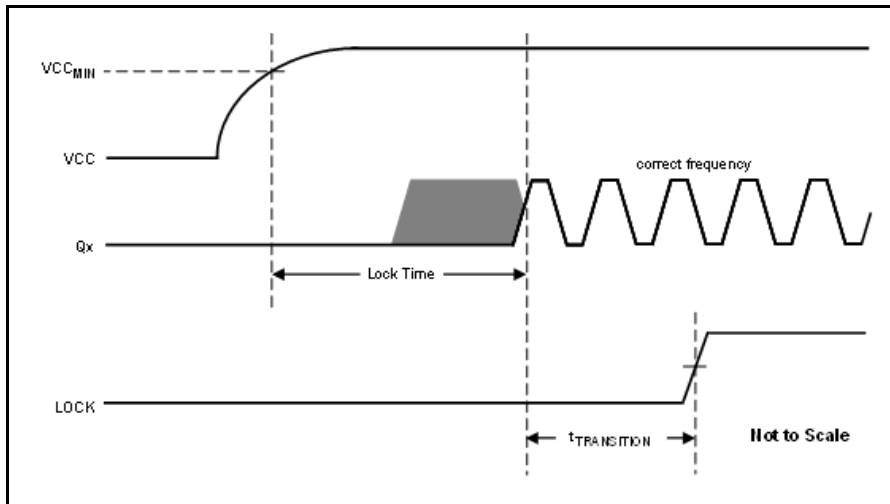 VCCMIN
VCC
correct frequency
Qx
Lock Time
LOCK
tTRANSITION
Not to Scale